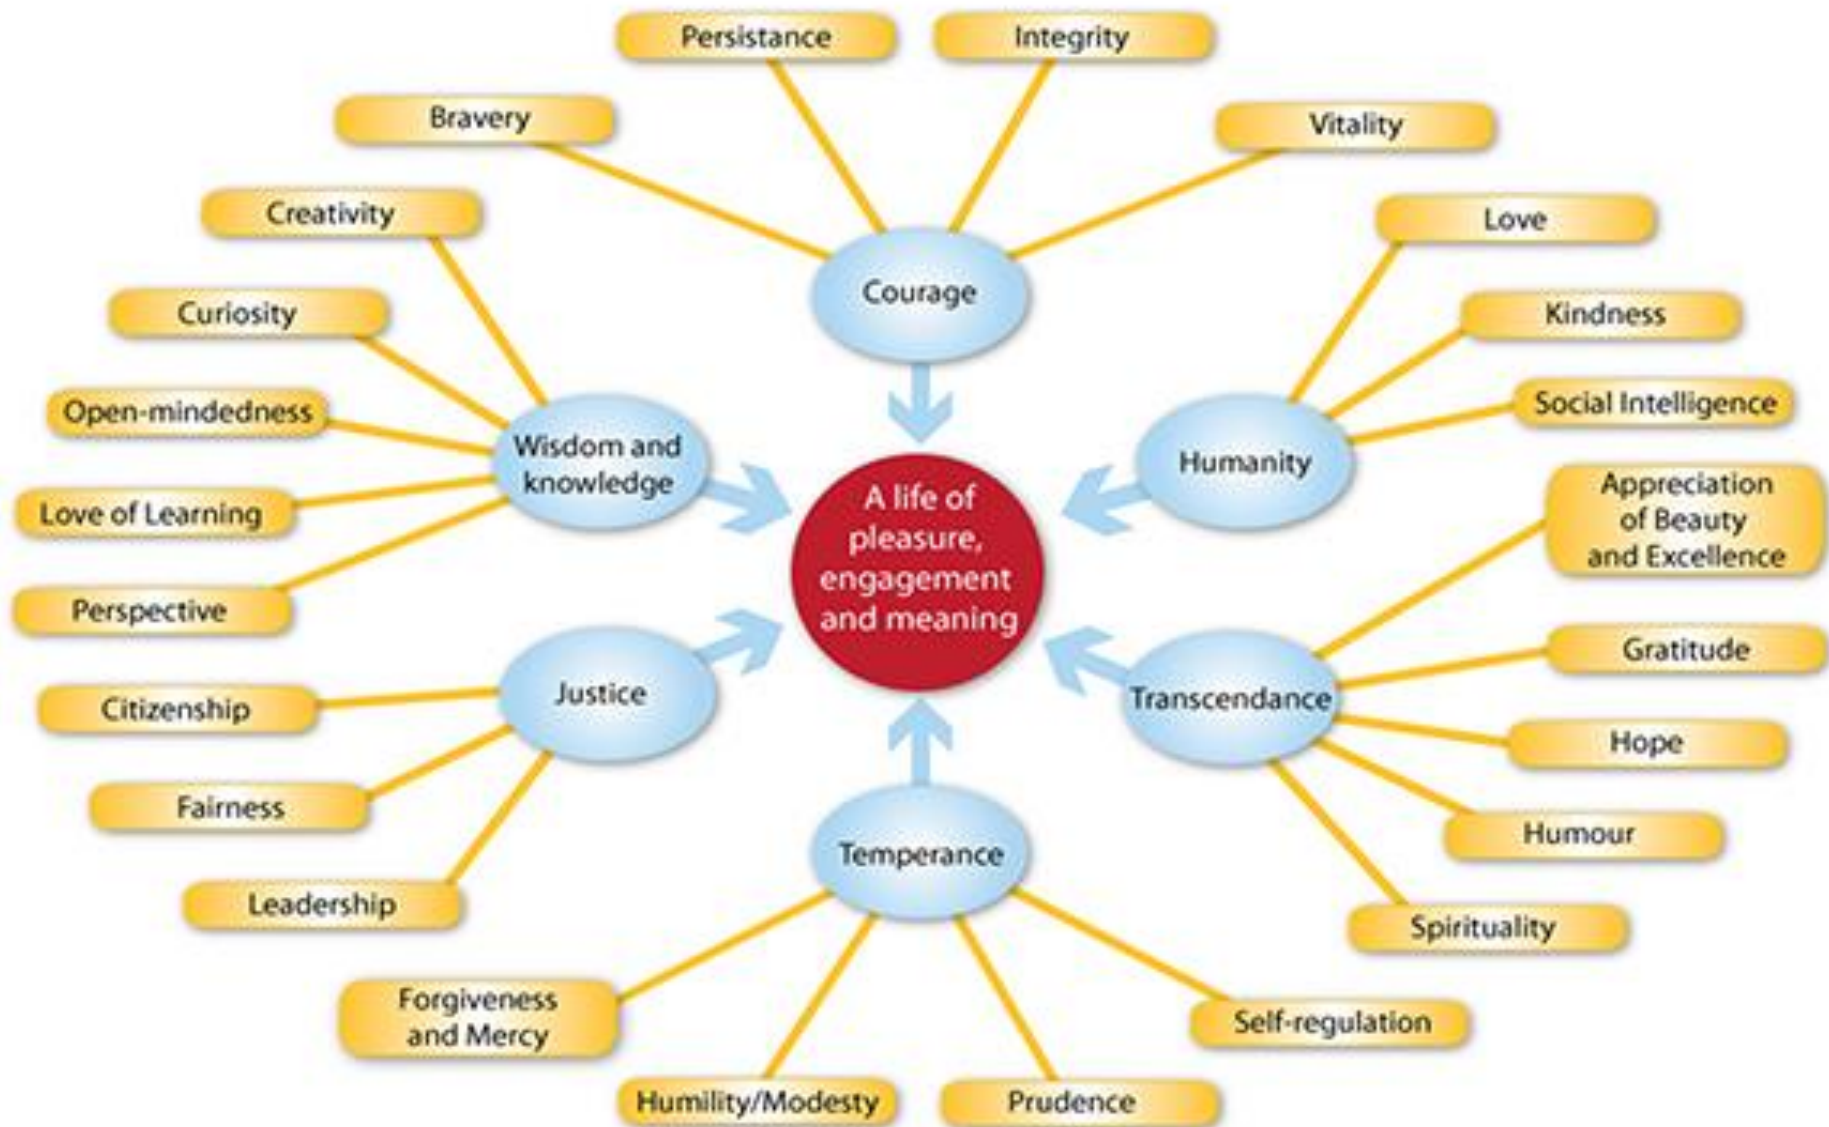 Persistance
Integrity
Bravery
Vitality
Creativity
Love
Curiosity
Kindness
Courage
Open-mindedness
Social Intelligence
Wisdom and
knowledge
Humanity
Love of Learning
A life of
pleasure,
engagement
and meaning
Appreciation
of Beauty
and Excellence
Perspective
Gratitude
Citizenship
Justice
Transcendance
Hope
Fairness
Humour
Temperance
Leadership
Spirituality
Forgiveness
and Mercy
Self-regulation
Humility/Modesty
Prudence